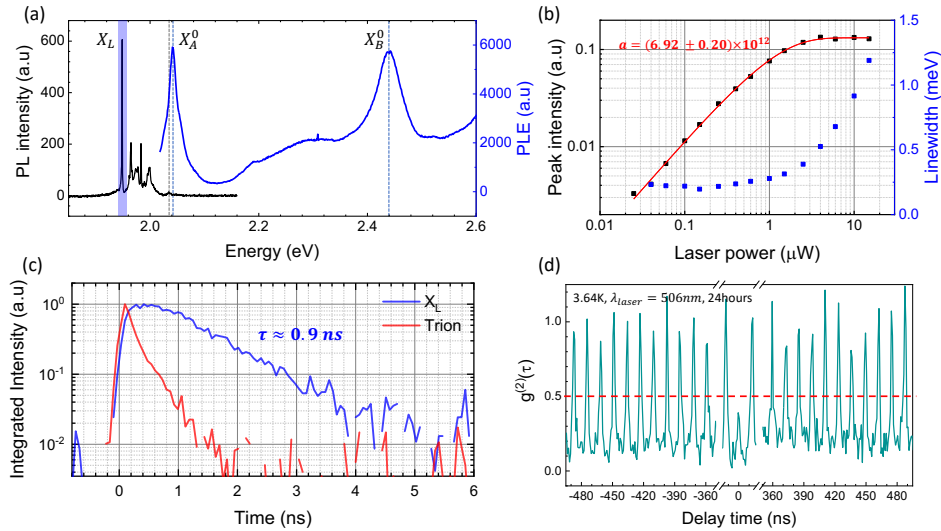 (a)
X_L
X_A^0
X_B^0
PL intensity (a.u)
600
400
200
0
PLE (a.u)
6000
4000
2000
0
2.0
2.2
2.4
2.6
Energy (eV)
(b)
a = (6.92 ± 0.20)×10^12
Peak intensity (a.u)
0.1
0.01
Linewidth (meV)
1.5
1.0
0.5
0.0
0.01
0.1
1
10
Laser power (μW)
(c)
X_L
Trion
τ ≈ 0.9 ns
Integrated Intensity (a.u)
10^0
10^-1
10^-2
0
1
2
3
4
5
6
Time (ns)
(d)
3.64K, λ_laser = 506nm, 24hours
g^(2)(τ)
1.0
0.5
0.0
-480
-450
-420
-390
-360
0
360
390
420
450
480
Delay time (ns)